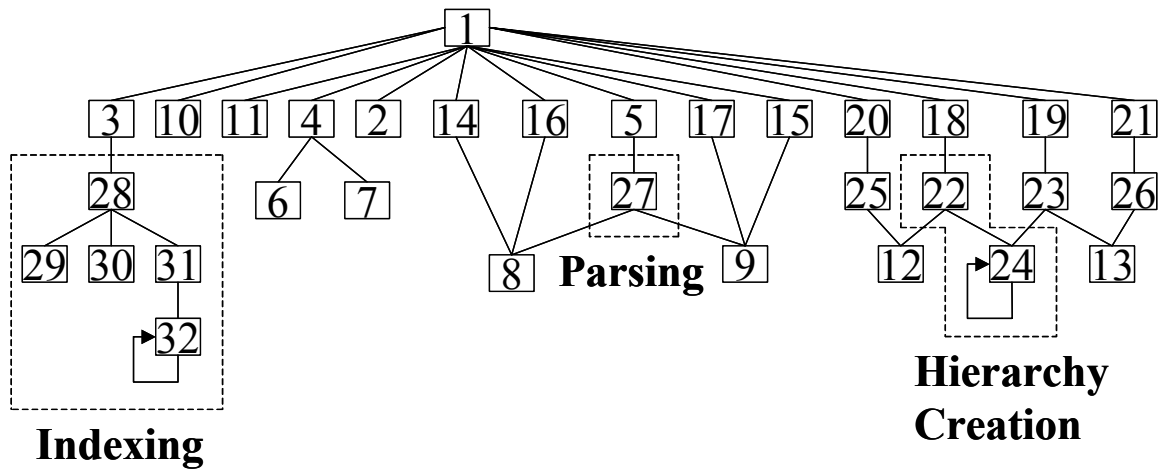 1
3 10 11 4 2 14 16 5 17 15 20 18 19 21
28 6 7 27 25 22 23 26
29 30 31 8 Parsing 9 12 24 13
32
Hierarchy
Creation
Indexing